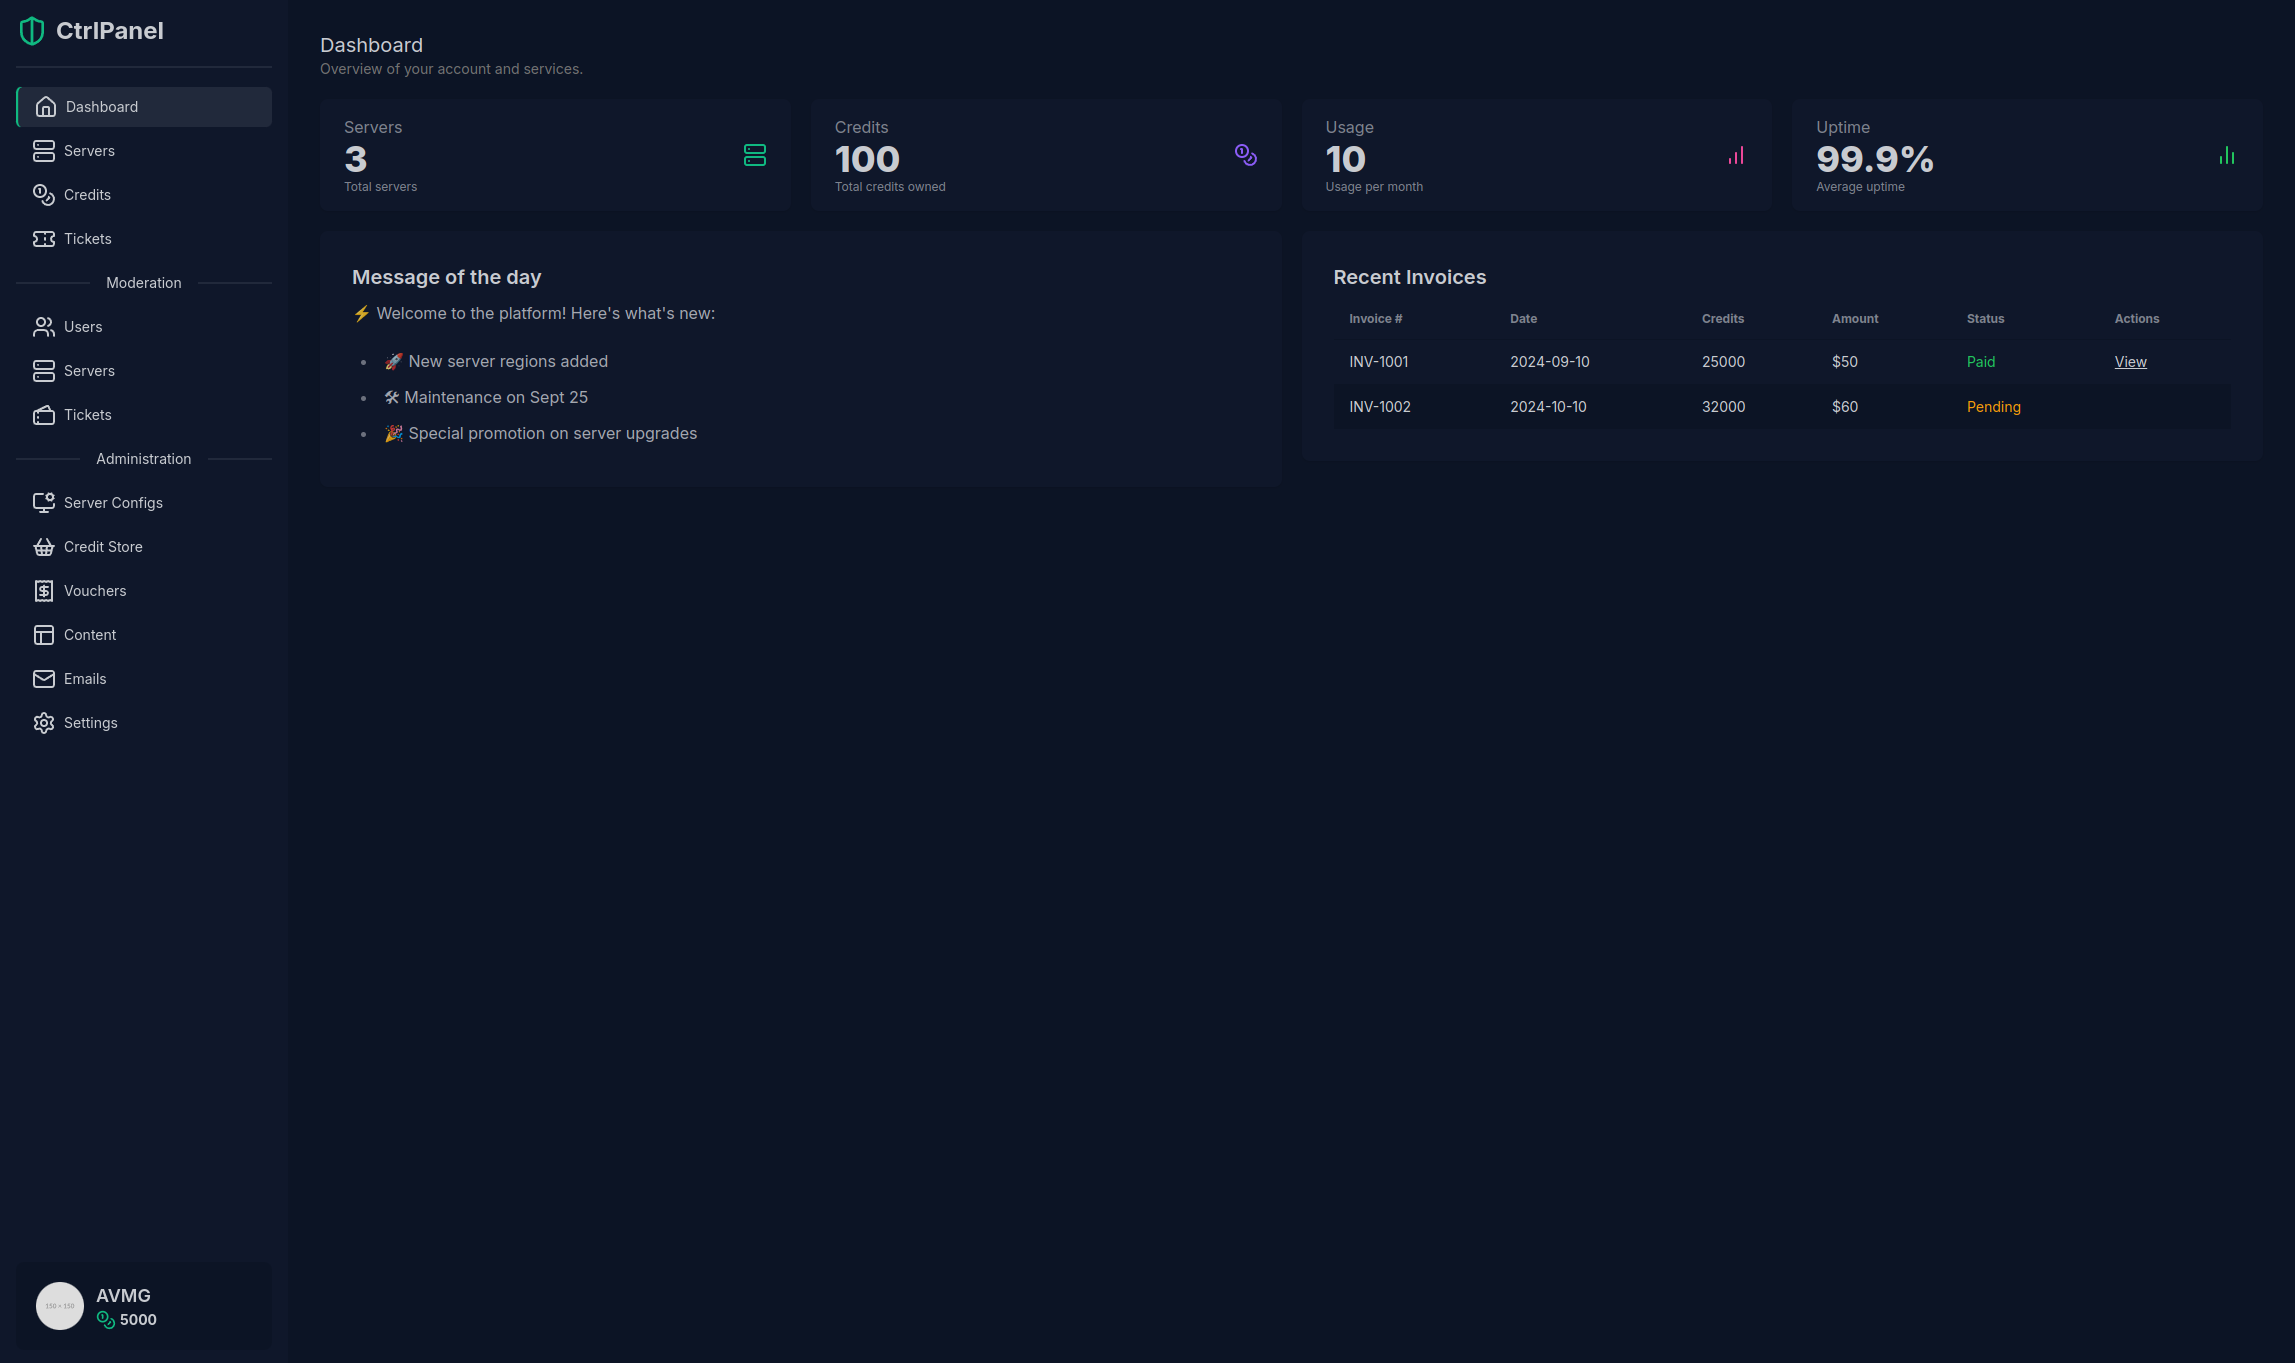 CtrlPanel
Dashboard
Servers
Credits
Tickets
Moderation
Users
Servers
Tickets
Administration
Server Configs
Credit Store
Vouchers
Content
Emails
Settings
150 × 150
AVMG
5000
Dashboard
Overview of your account and services.
Servers
3
Total servers
Credits
100
Total credits owned
Usage
10
Usage per month
Uptime
99.9%
Average uptime
Message of the day
⚡ Welcome to the platform! Here's what's new:
• 🚀 New server regions added
• 🛠 Maintenance on Sept 25
• 🎉 Special promotion on server upgrades
Recent Invoices
Invoice # Date Credits Amount Status Actions
INV-1001 2024-09-10 25000 $50 Paid View
INV-1002 2024-10-10 32000 $60 Pending